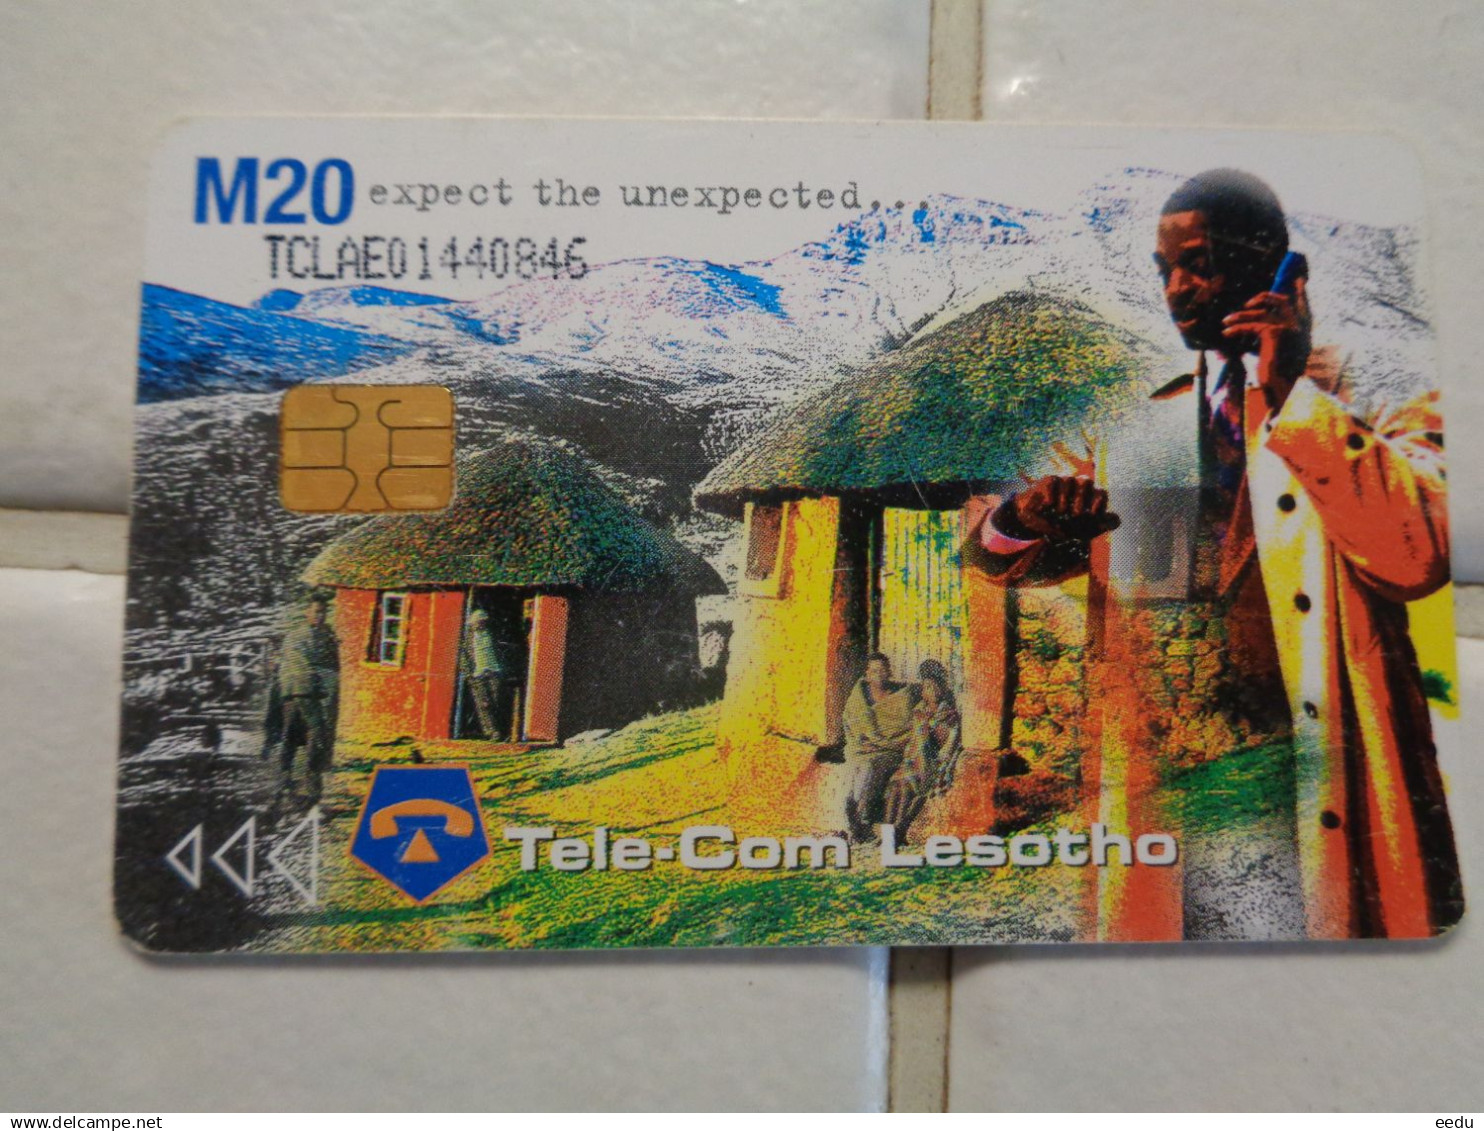 M20 expect the unexpected...
TCLAE01440846
Tele-Com Lesotho
www.delcampe.net
eedu